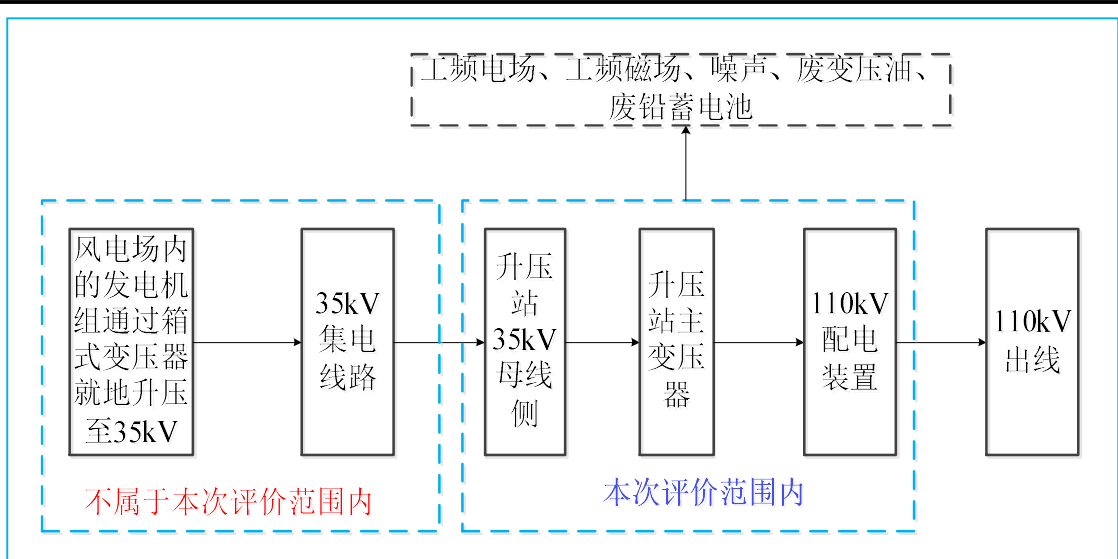 工频电场、工频磁场、噪声、废变压油、
废铅蓄电池
风电场内
的发电机
组通过箱
式变压器
就地升压
至35kV
35kV
集电
线路
升压
站
35kV
母线
侧
升压
站主
变压
器
110kV
配电
装置
110kV
出线
不属于本次评价范围内
本次评价范围内